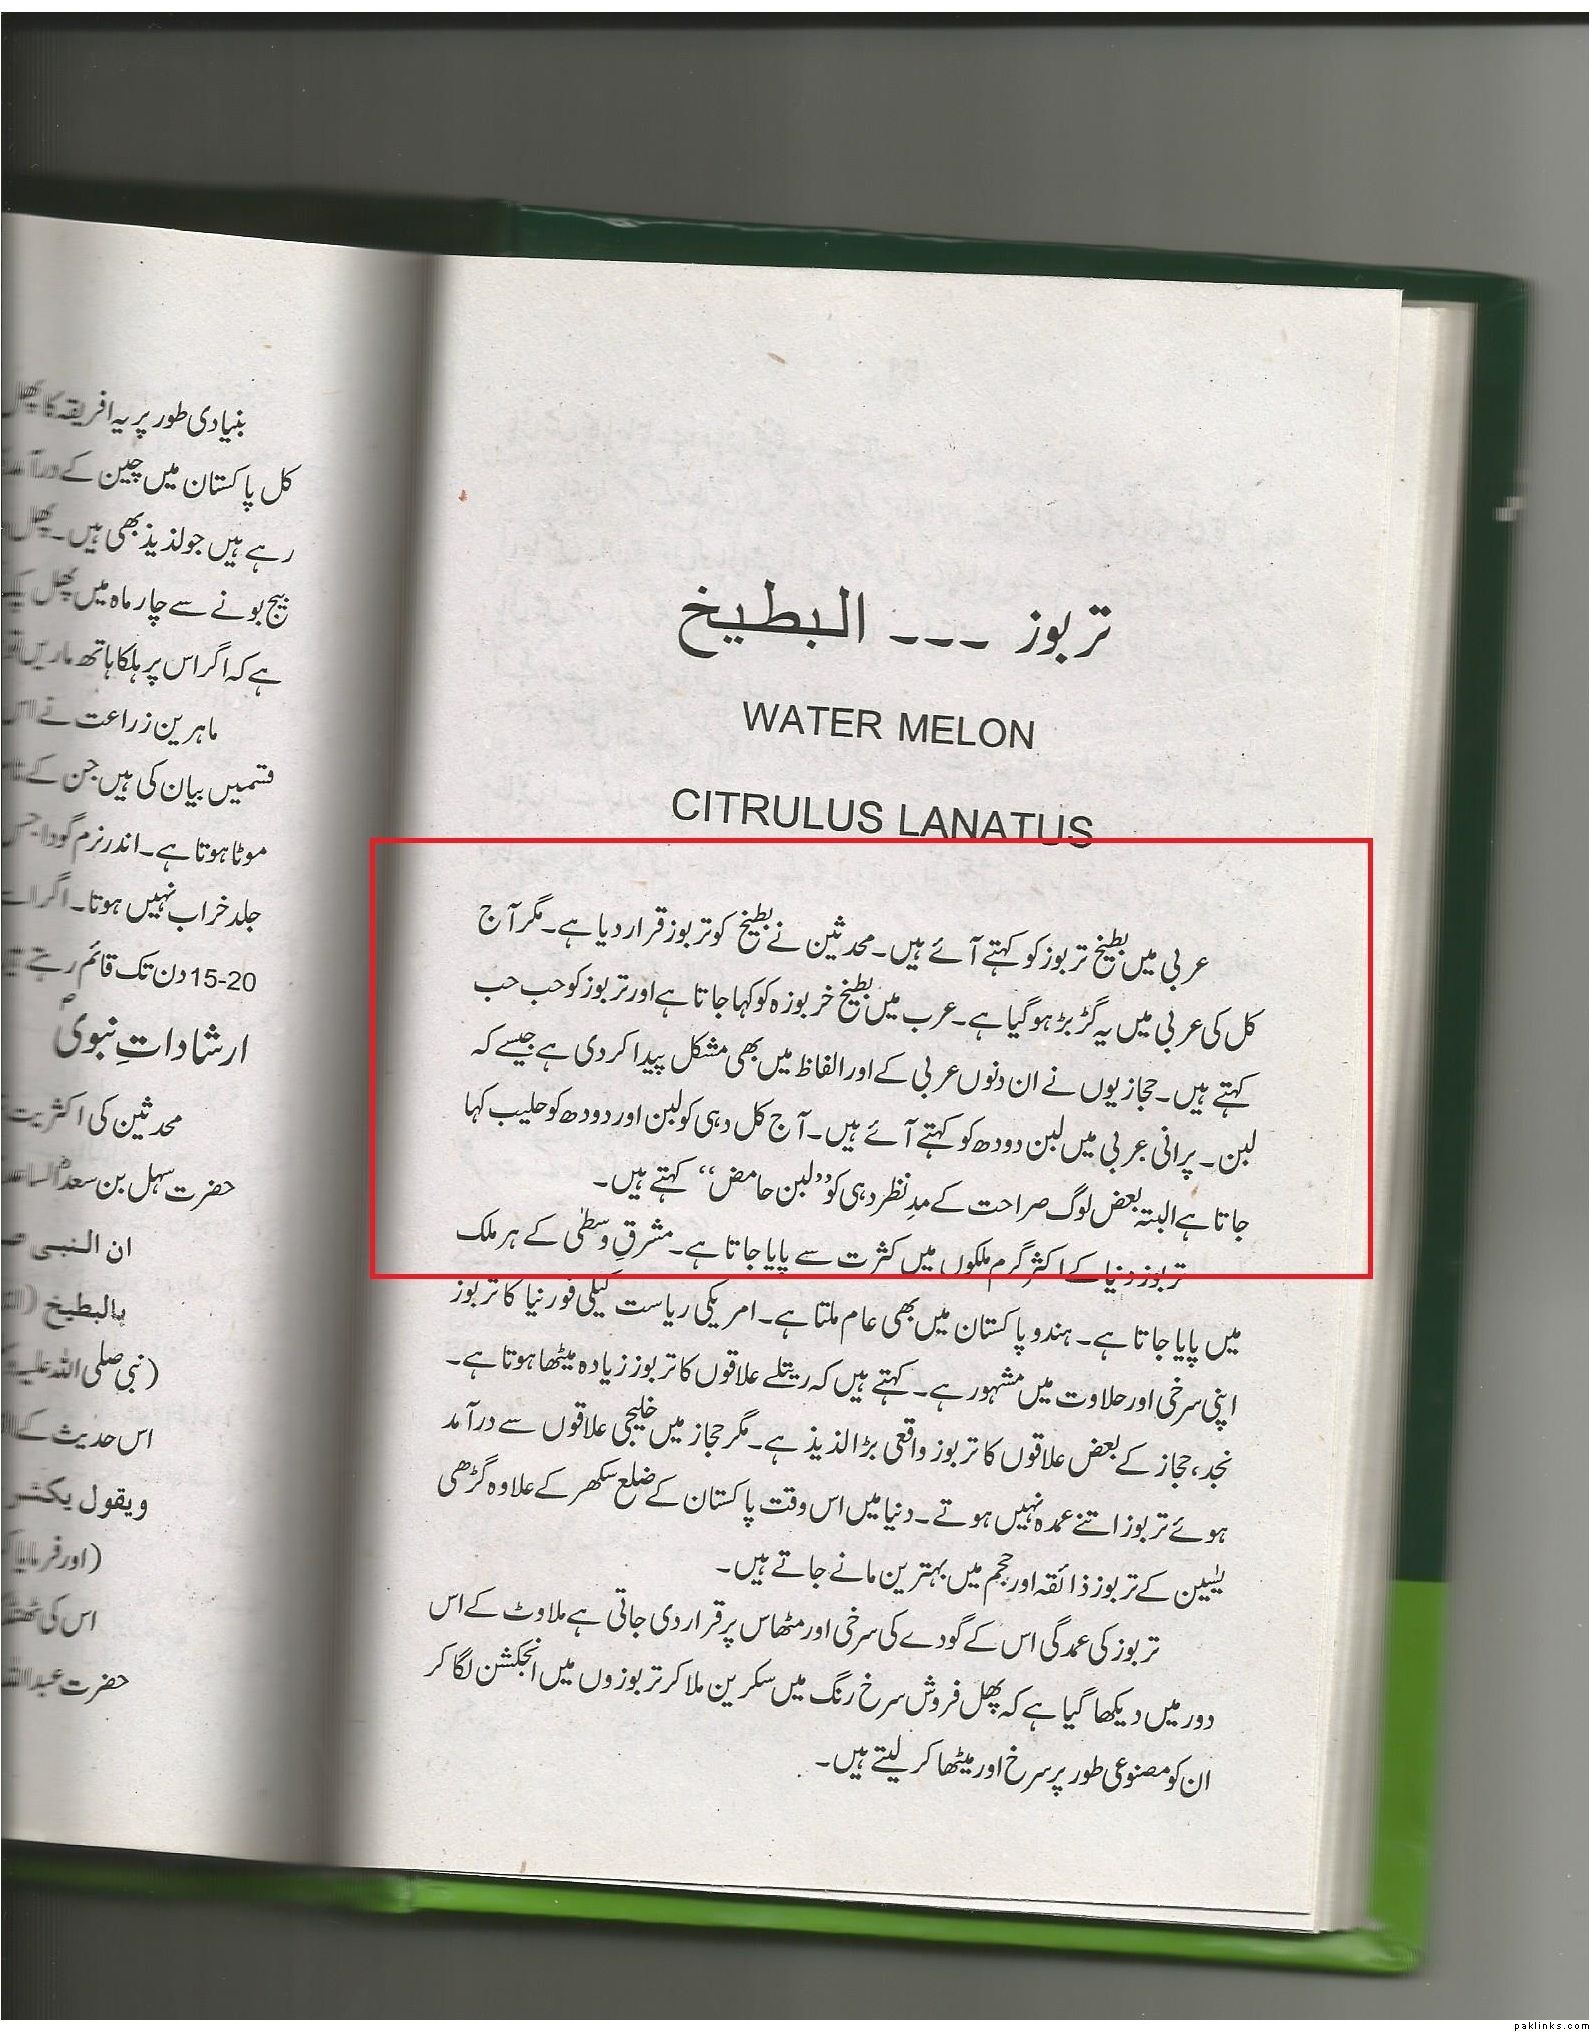 تربوز ۔۔۔ البطیخ
WATER MELON
CITRULUS LANATUS
عربی میں بطیخ تربوز کو کہتے آئے ہیں۔ محدثین نے بطیخ کو تربوز قرار دیا ہے۔ مگر آج
کل کی عربی میں یہ گڑبڑ ہو گیا ہے۔ عرب میں بطیخ خربوزہ کو کہا جاتا ہے اور تربوز کو حب حب
کہتے ہیں۔ حجازیوں نے ان دنوں عربی کے اور الفاظ میں بھی مشکل پیدا کر دی ہے جیسے کہ
لبن۔ پرانی عربی میں لبن دودھ کو کہتے آئے ہیں۔ آج کل دہی کو لبن اور دودھ کو حلیب کہا
جاتا ہے البتہ بعض لوگ صراحت کے مدِ نظر دہی کو ’’لبن حامض‘‘ کہتے ہیں۔
تربوز دنیا کے اکثر گرم ملکوں میں کثرت سے پایا جاتا ہے۔ مشرقِ وسطیٰ کے ہر ملک
میں پایا جاتا ہے۔ ہندو پاکستان میں بھی عام ملتا ہے۔ امریکی ریاست کیلی فورنیا کا تربوز
اپنی سرخی اور حلاوت میں مشہور ہے۔ کہتے ہیں کہ ریتلے علاقوں کا تربوز زیادہ میٹھا ہوتا ہے۔
نجد، حجاز کے بعض علاقوں کا تربوز واقعی بڑا لذیذ ہے۔ مگر حجاز میں خلیجی علاقوں سے درآمد
ہوئے تربوز اتنے عمدہ نہیں ہوتے۔ دنیا میں اس وقت پاکستان کے ضلع سکھر کے علاوہ گڑھی
یٰسین کے تربوز ذائقہ اور حجم میں بہترین مانے جاتے ہیں۔
تربوز کی عمدگی اس کے گودے کی سرخی اور مٹھاس پر قرار دی جاتی ہے ملاوٹ کے اس
دور میں دیکھا گیا ہے کہ پھل فروش سرخ رنگ میں سکرین ملا کر تربوزوں میں انجکشن لگا کر
ان کو مصنوعی طور پر سرخ اور میٹھا کر لیتے ہیں۔
بنیادی طور پر یہ افریقہ کا پھل
کل پاکستان میں چین کے درآمد
رہے ہیں جو لذیذ بھی ہیں۔ پھل
بیج بونے سے چار ماہ میں پھل
ہے کہ اگر اس پر ہلکا ہاتھ ماریں
ماہرین زراعت نے اس
قسمیں بیان کی ہیں جن کے
موٹا ہوتا ہے۔ اندر نرم گودا جس
جلد خراب نہیں ہوتا۔ اگر اسے
15-20 دن تک قائم رہتے
ارشاداتِ نبویؐ
محدثین کی اکثریت
حضرت سہل بن سعدؓ الساعدی
ان النبی
بالبطیخ
(نبی صلی اللہ علیہ
اس حدیث کے
ویقول یکسر
(اور فرمایا
اس کی
حضرت عبداللہ
paklinks.com